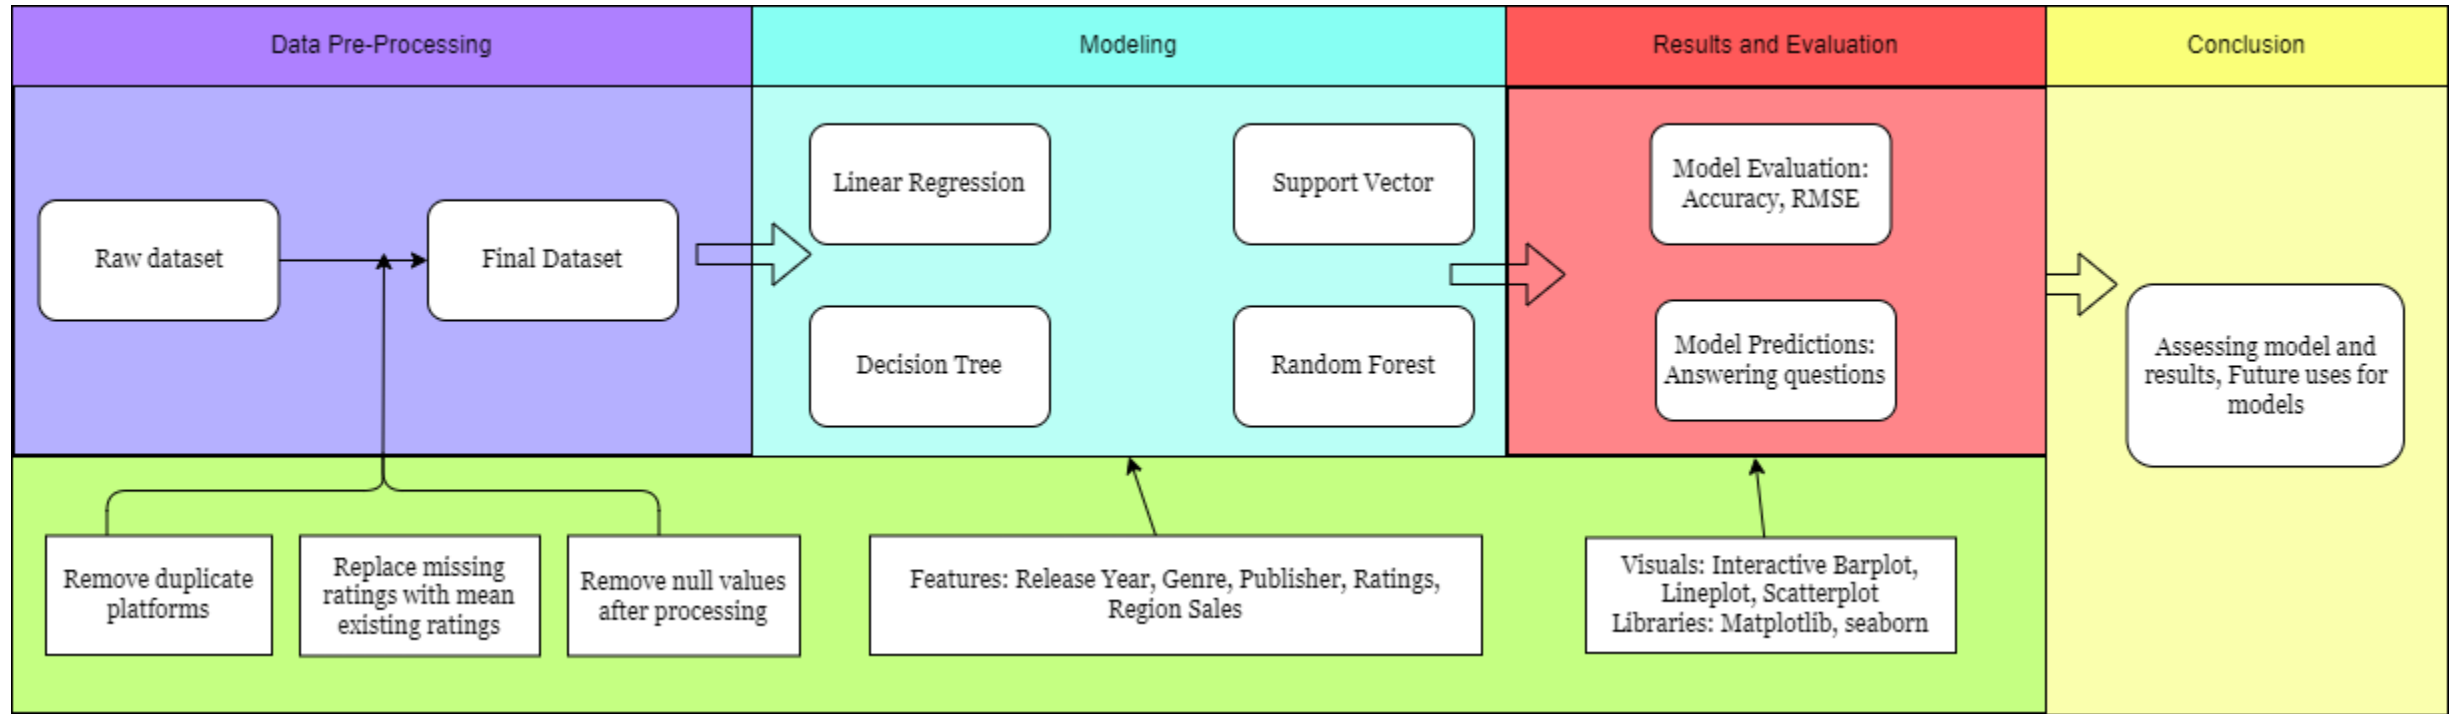 Data Pre-Processing
Modeling
Results and Evaluation
Conclusion
Raw dataset
Final Dataset
Linear Regression
Support Vector
Decision Tree
Random Forest
Model Evaluation:
Accuracy, RMSE
Model Predictions:
Answering questions
Assessing model and
results, Future uses for
models
Remove duplicate
platforms
Replace missing
ratings with mean
existing ratings
Remove null values
after processing
Features: Release Year, Genre, Publisher, Ratings,
Region Sales
Visuals: Interactive Barplot,
Lineplot, Scatterplot
Libraries: Matplotlib, seaborn